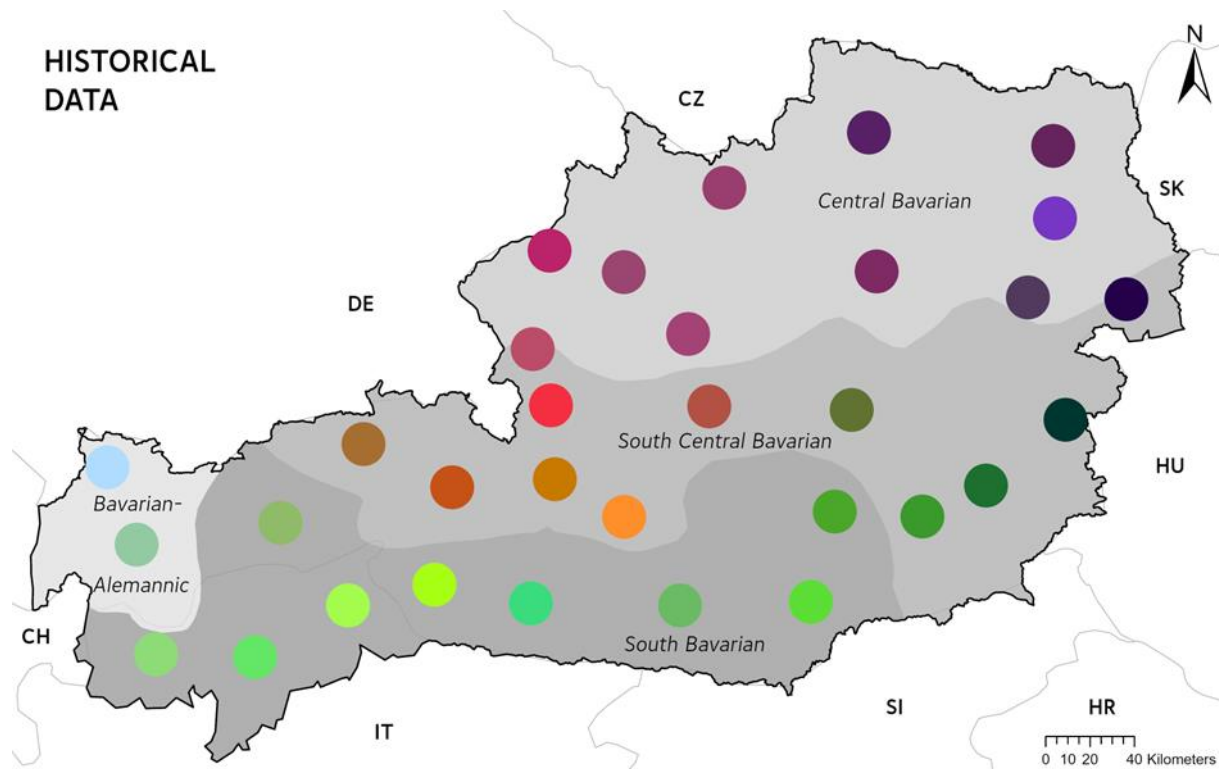 HISTORICAL
DATA
N
CZ
Central Bavarian
SK
DE
South Central Bavarian
HU
Bavarian-
Alemannic
CH
South Bavarian
SI
HR
IT
0 10 20 40 Kilometers